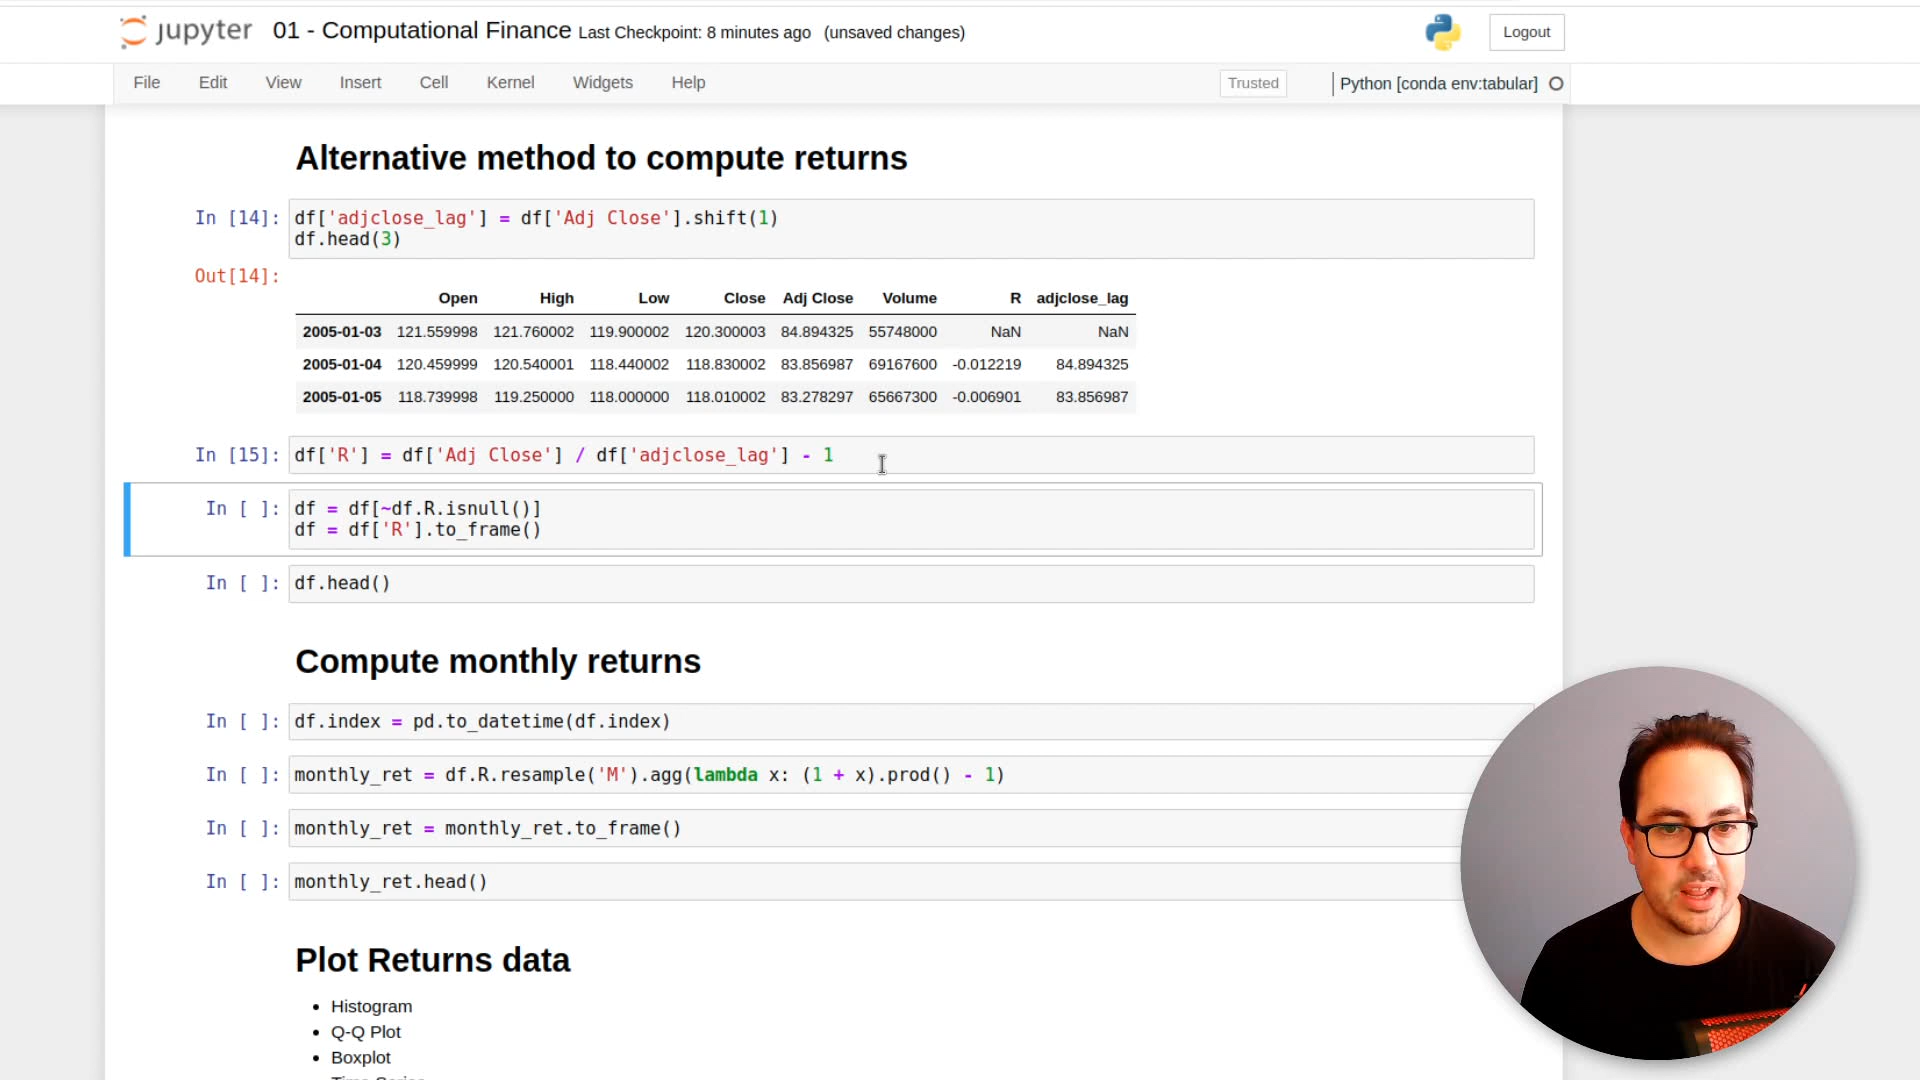 jupyter 01 - Computational Finance Last Checkpoint: 8 minutes ago (unsaved changes) Logout
File Edit View Insert Cell Kernel Widgets Help Trusted Python [conda env:tabular]
Alternative method to compute returns
In [14]: df['adjclose_lag'] = df['Adj Close'].shift(1)
df.head(3)
Out[14]:
Open High Low Close Adj Close Volume R adjclose_lag
2005-01-03 121.559998 121.760002 119.900002 120.300003 84.894325 55748000 NaN NaN
2005-01-04 120.459999 120.540001 118.440002 118.830002 83.856987 69167600 -0.012219 84.894325
2005-01-05 118.739998 119.250000 118.000000 118.010002 83.278297 65667300 -0.006901 83.856987
In [15]: df['R'] = df['Adj Close'] / df['adjclose_lag'] - 1
In [ ]: df = df[~df.R.isnull()]
df = df['R'].to_frame()
In [ ]: df.head()
Compute monthly returns
In [ ]: df.index = pd.to_datetime(df.index)
In [ ]: monthly_ret = df.R.resample('M').agg(lambda x: (1 + x).prod() - 1)
In [ ]: monthly_ret = monthly_ret.to_frame()
In [ ]: monthly_ret.head()
Plot Returns data
• Histogram
• Q-Q Plot
• Boxplot